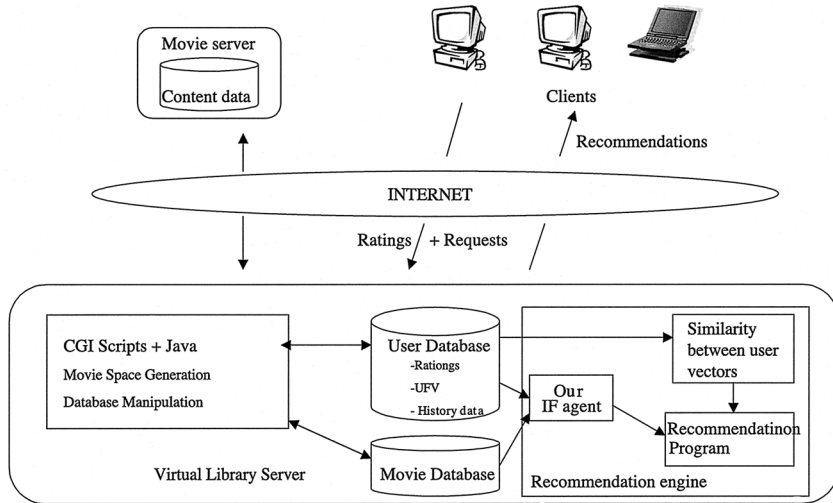 Movie server
Content data
Clients
Recommendations
INTERNET
Ratings + Requests
CGI Scripts + Java
Movie Space Generation
Database Manipulation
User Database
-Rationgs
-UFV
- History data
Similarity
between user
vectors
Our
IF agent
Recommendatinon
Program
Movie Database
Virtual Library Server
Recommendation engine